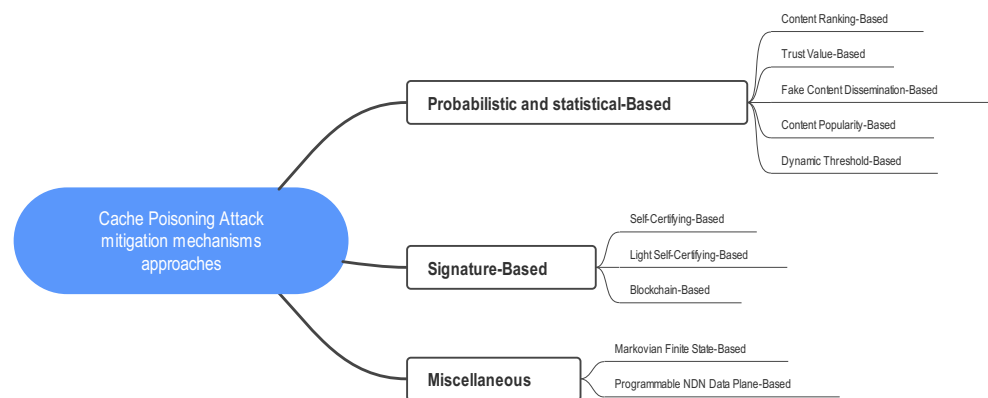 Cache Poisoning Attack
mitigation mechanisms
approaches
Probabilistic and statistical-Based
Content Ranking-Based
Trust Value-Based
Fake Content Dissemination-Based
Content Popularity-Based
Dynamic Threshold-Based
Signature-Based
Self-Certifying-Based
Light Self-Certifying-Based
Blockchain-Based
Miscellaneous
Markovian Finite State-Based
Programmable NDN Data Plane-Based